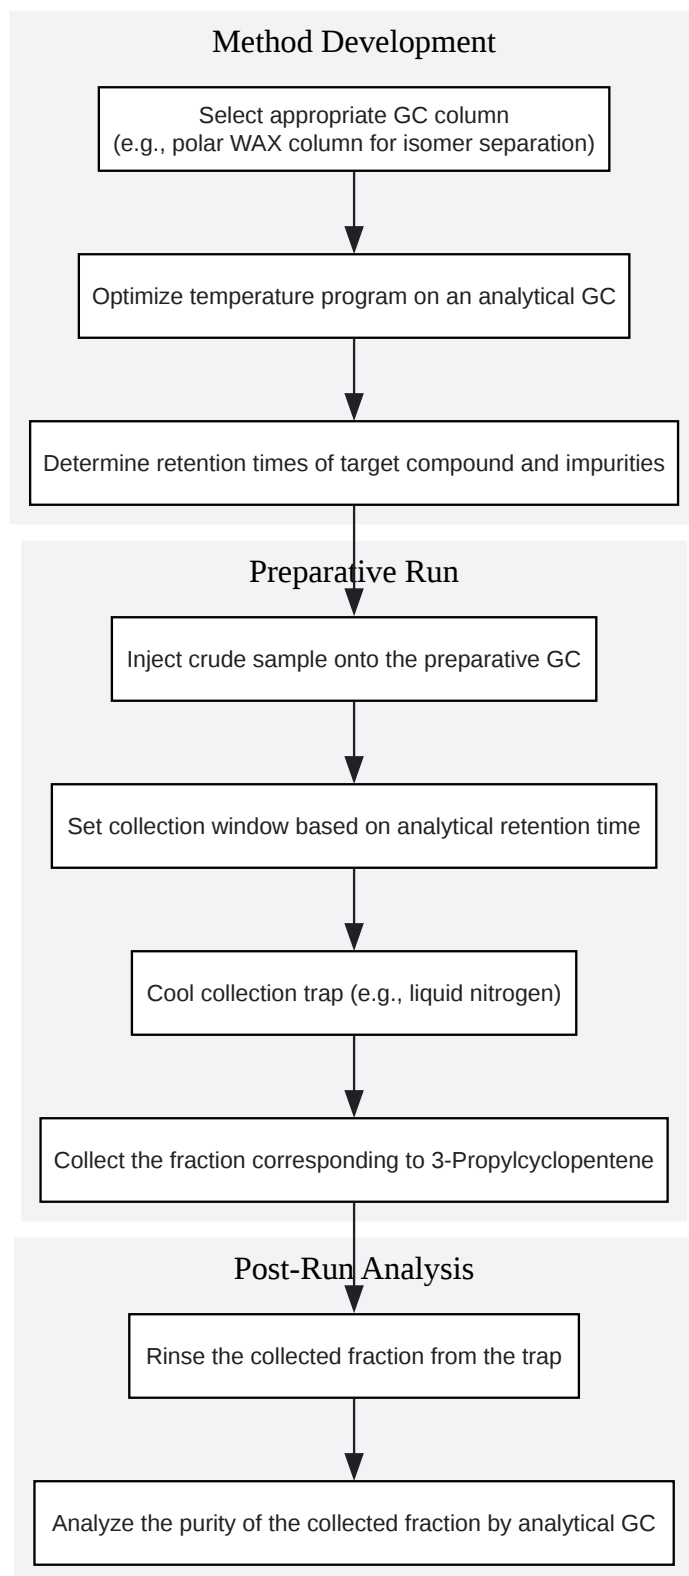 Method Development
Select appropriate GC column
(e.g., polar WAX column for isomer separation)
Optimize temperature program on an analytical GC
Determine retention times of target compound and impurities
Preparative Run
Inject crude sample onto the preparative GC
Set collection window based on analytical retention time
Cool collection trap (e.g., liquid nitrogen)
Collect the fraction corresponding to 3-Propylcyclopentene
Post-Run Analysis
Rinse the collected fraction from the trap
Analyze the purity of the collected fraction by analytical GC